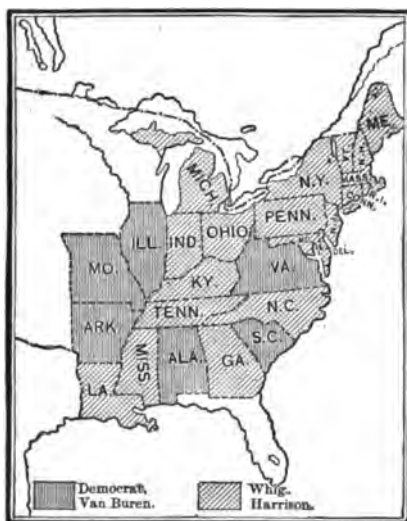 ME.
MICH.
N.Y.
MASS
PENN.
OHIO
IND.
ILL.
DEL.
MO.
VA.
KY.
N.C.
TENN.
ARK.
S.C.
MISS
ALA.
GA.
LA.
Democrat,
Van Buren.
Whig.
Harrison.